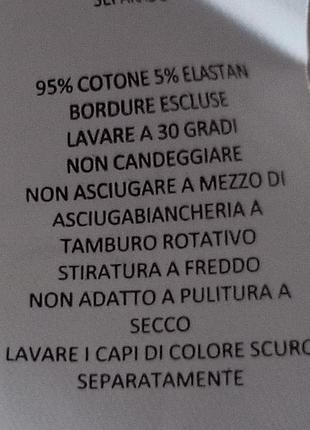 95% COTONE 5% ELASTAN
BORDURE ESCLUSE
LAVARE A 30 GRADI
NON CANDEGGIARE
NON ASCIUGARE A MEZZO DI
ASCIUGABIANCHERIA A
TAMBURO ROTATIVO
STIRATURA A FREDDO
NON ADATTO A PULITURA A
SECCO
LAVARE I CAPI DI COLORE SCURO
SEPARATAMENTE